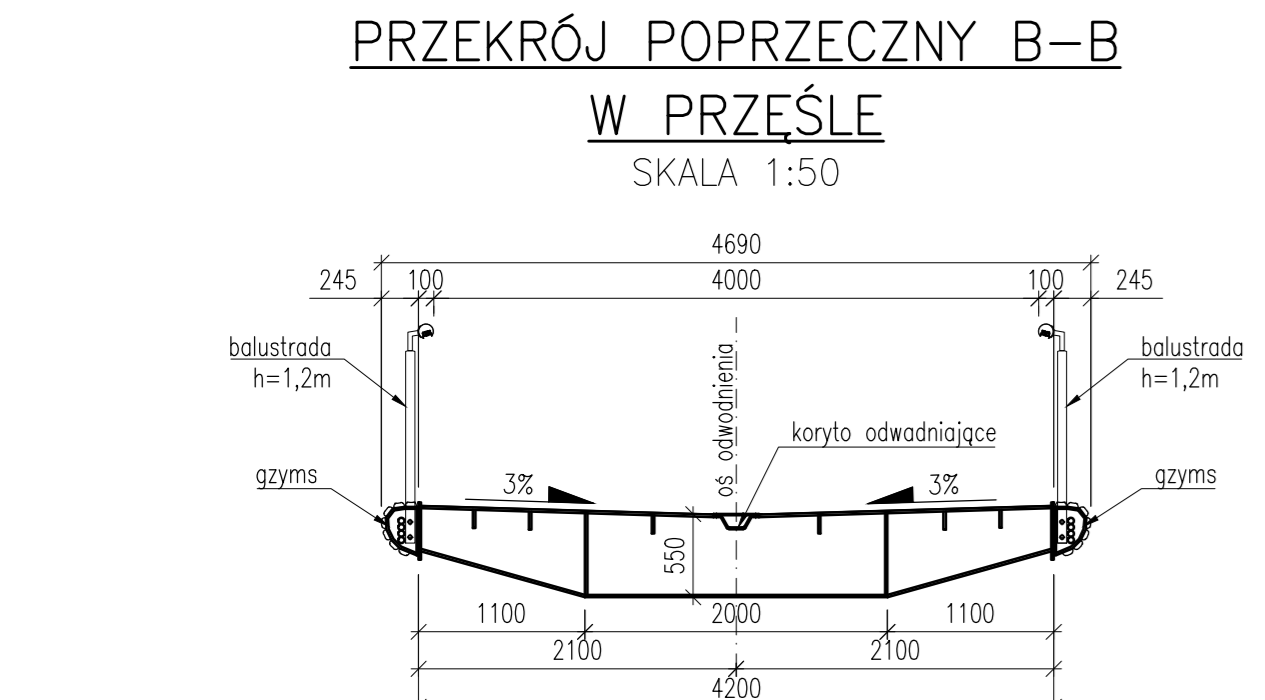 PRZEKRÓJ POPRZECZNY B–B
W PRZĘŚLE
SKALA 1:50
4690
245 100 4000 100 245
balustrada
h=1,2m
balustrada
h=1,2m
oś odwodnienia
koryto odwadniające
gzyms
3%
3%
gzyms
550
1100 2000 1100
2100 2100
4200